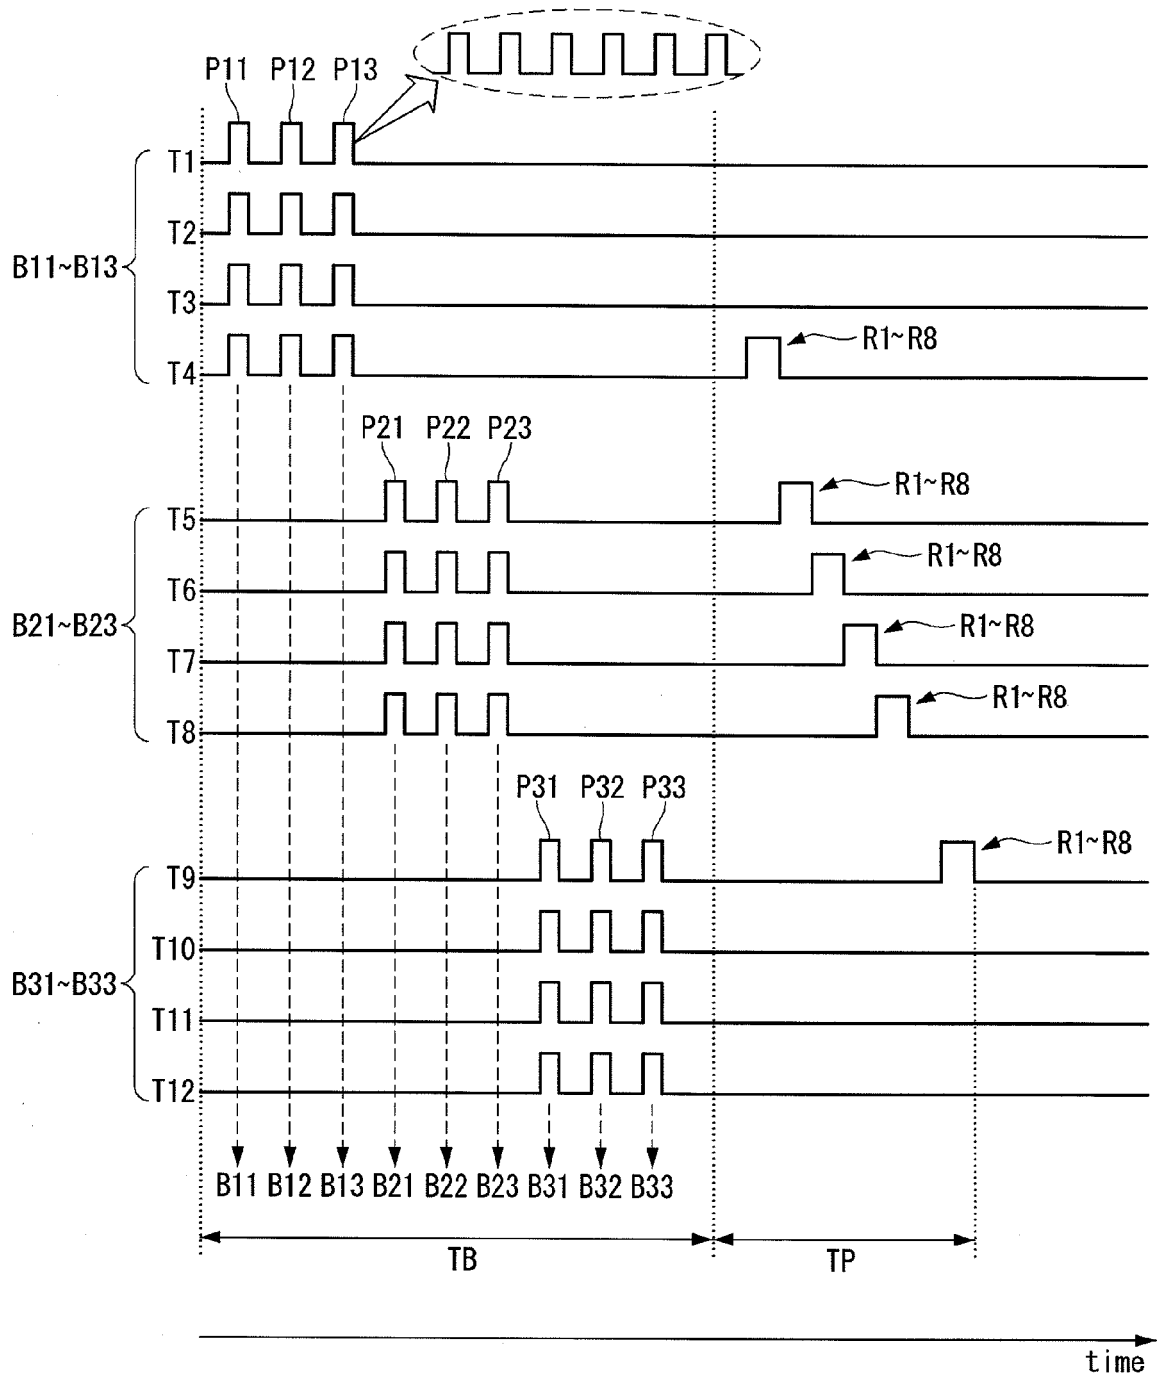 P11 P12 P13
T1
T2
B11~B13
T3
R1~R8
T4
P21 P22 P23
R1~R8
T5
R1~R8
T6
B21~B23
R1~R8
T7
R1~R8
T8
P31 P32 P33
R1~R8
T9
T10
B31~B33
T11
T12
B11 B12 B13 B21 B22 B23 B31 B32 B33
TB TP
time